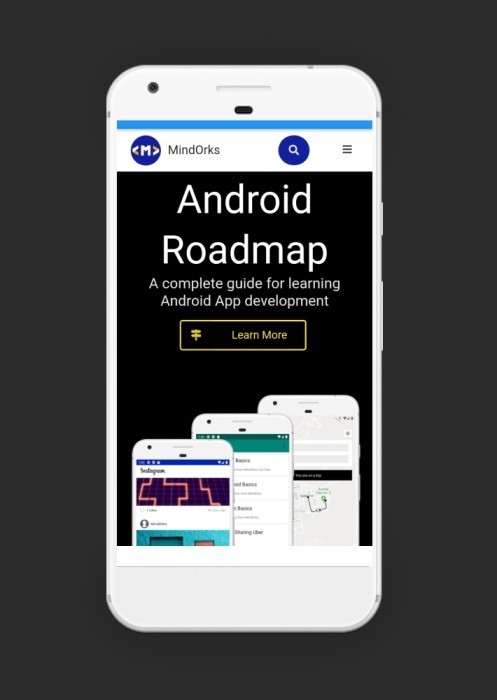 <M>
MindOrks
Android
Roadmap
A complete guide for learning
Android App development
Learn More
Instagram
MindOrks
Basics
oid Basics
n Basics
Sharing Uber
You are on a trip